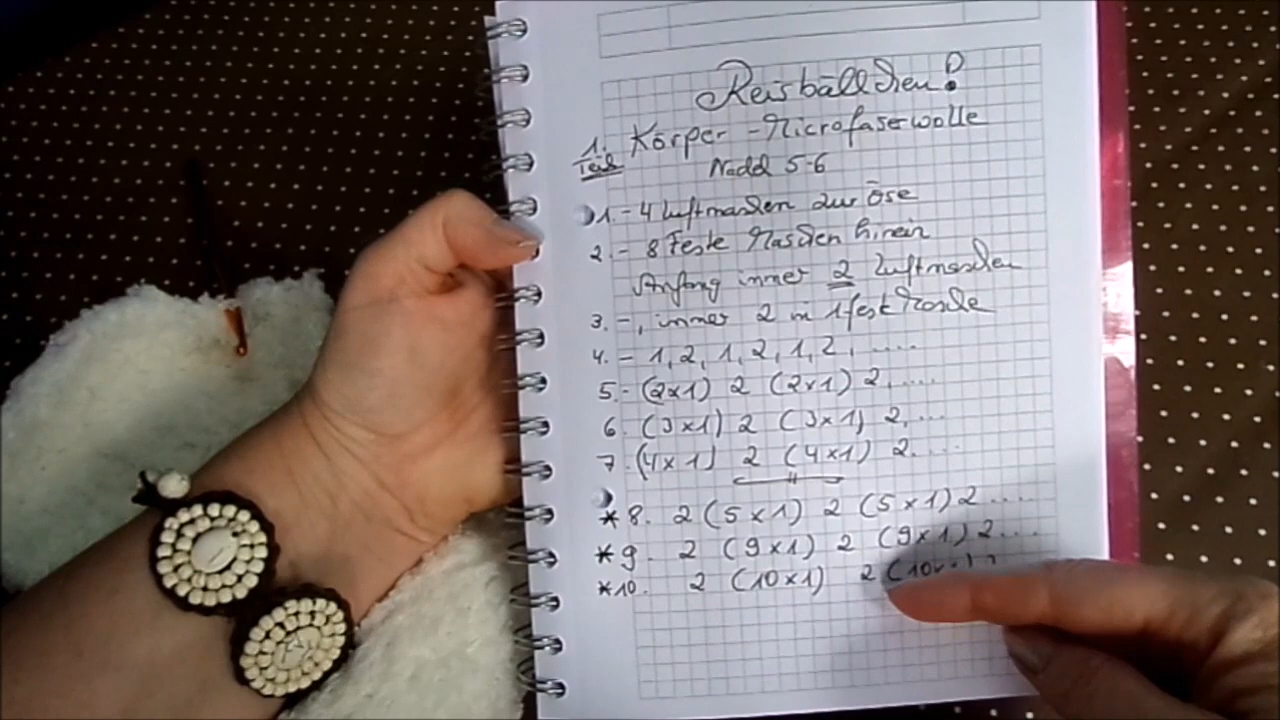 Reisbällchen!
1. Teil Körper - Microfaserwolle
Nadel 5-6
1. - 4 Luftmaschen zur Öse
2. - 8 Feste Maschen hinein
Anfang immer 2 Luftmaschen
3. -, immer 2 in 1 feste Masche
4. - 1, 2, 1, 2, 1, 2, ....
5. - (2x1) 2 (2x1) 2, ....
6. (3x1) 2 (3x1) 2, ...
7. (4x1) 2 (4x1) 2. ...
*8. 2 (5x1) 2 (5x1) 2 ....
*9. 2 (9x1) 2 (9x1) 2 ....
*10. 2 (10x1) 2 (10